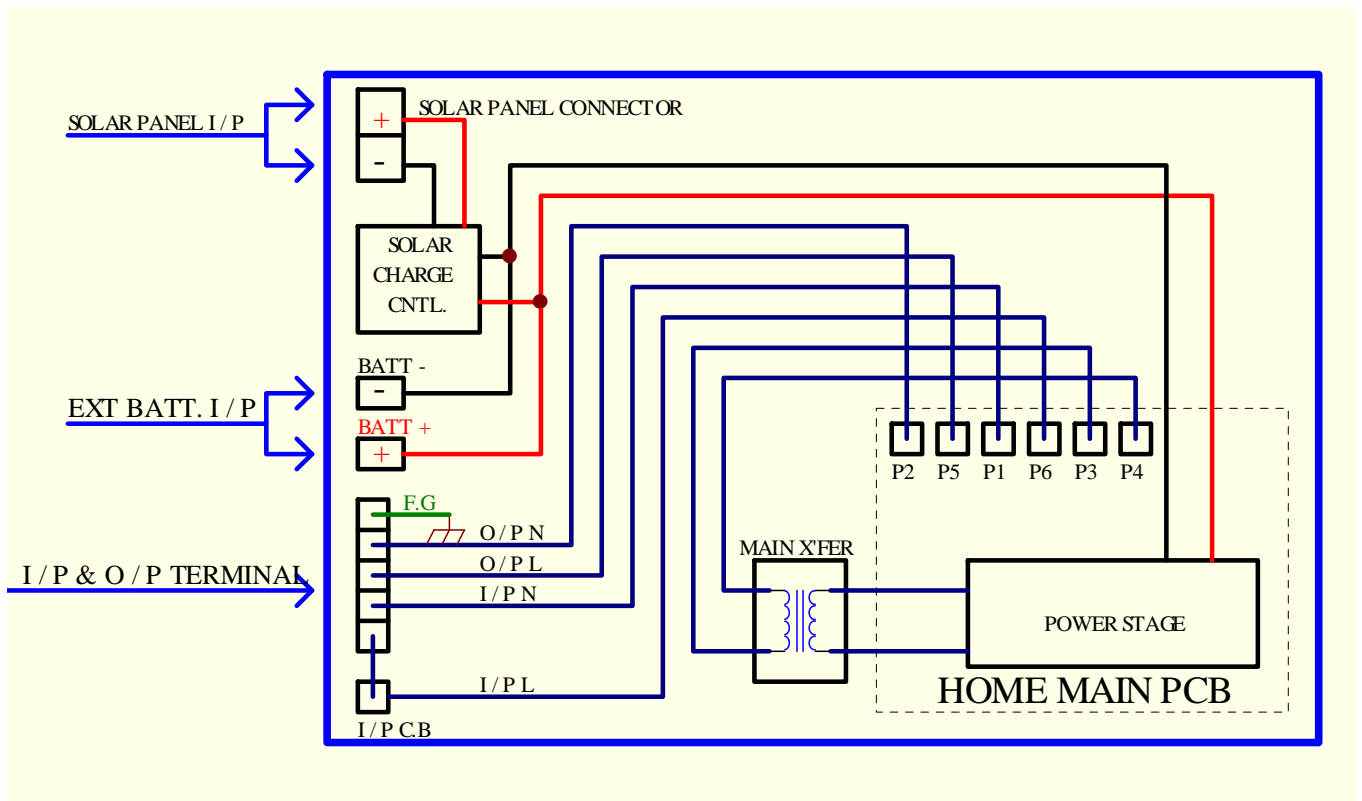 SOLAR PANEL I / P
+
SOLAR PANEL CONNECTOR
-
SOLAR
CHARGE
CNTL.
BATT -
-
EXT BATT. I / P
BATT +
+
P2 P5 P1 P6 P3 P4
F.G
O / P N
O / P L
I / P N
I / P & O / P TERMINAL
MAIN X'FER
POWER STAGE
I / P L
HOME MAIN PCB
I / P C.B